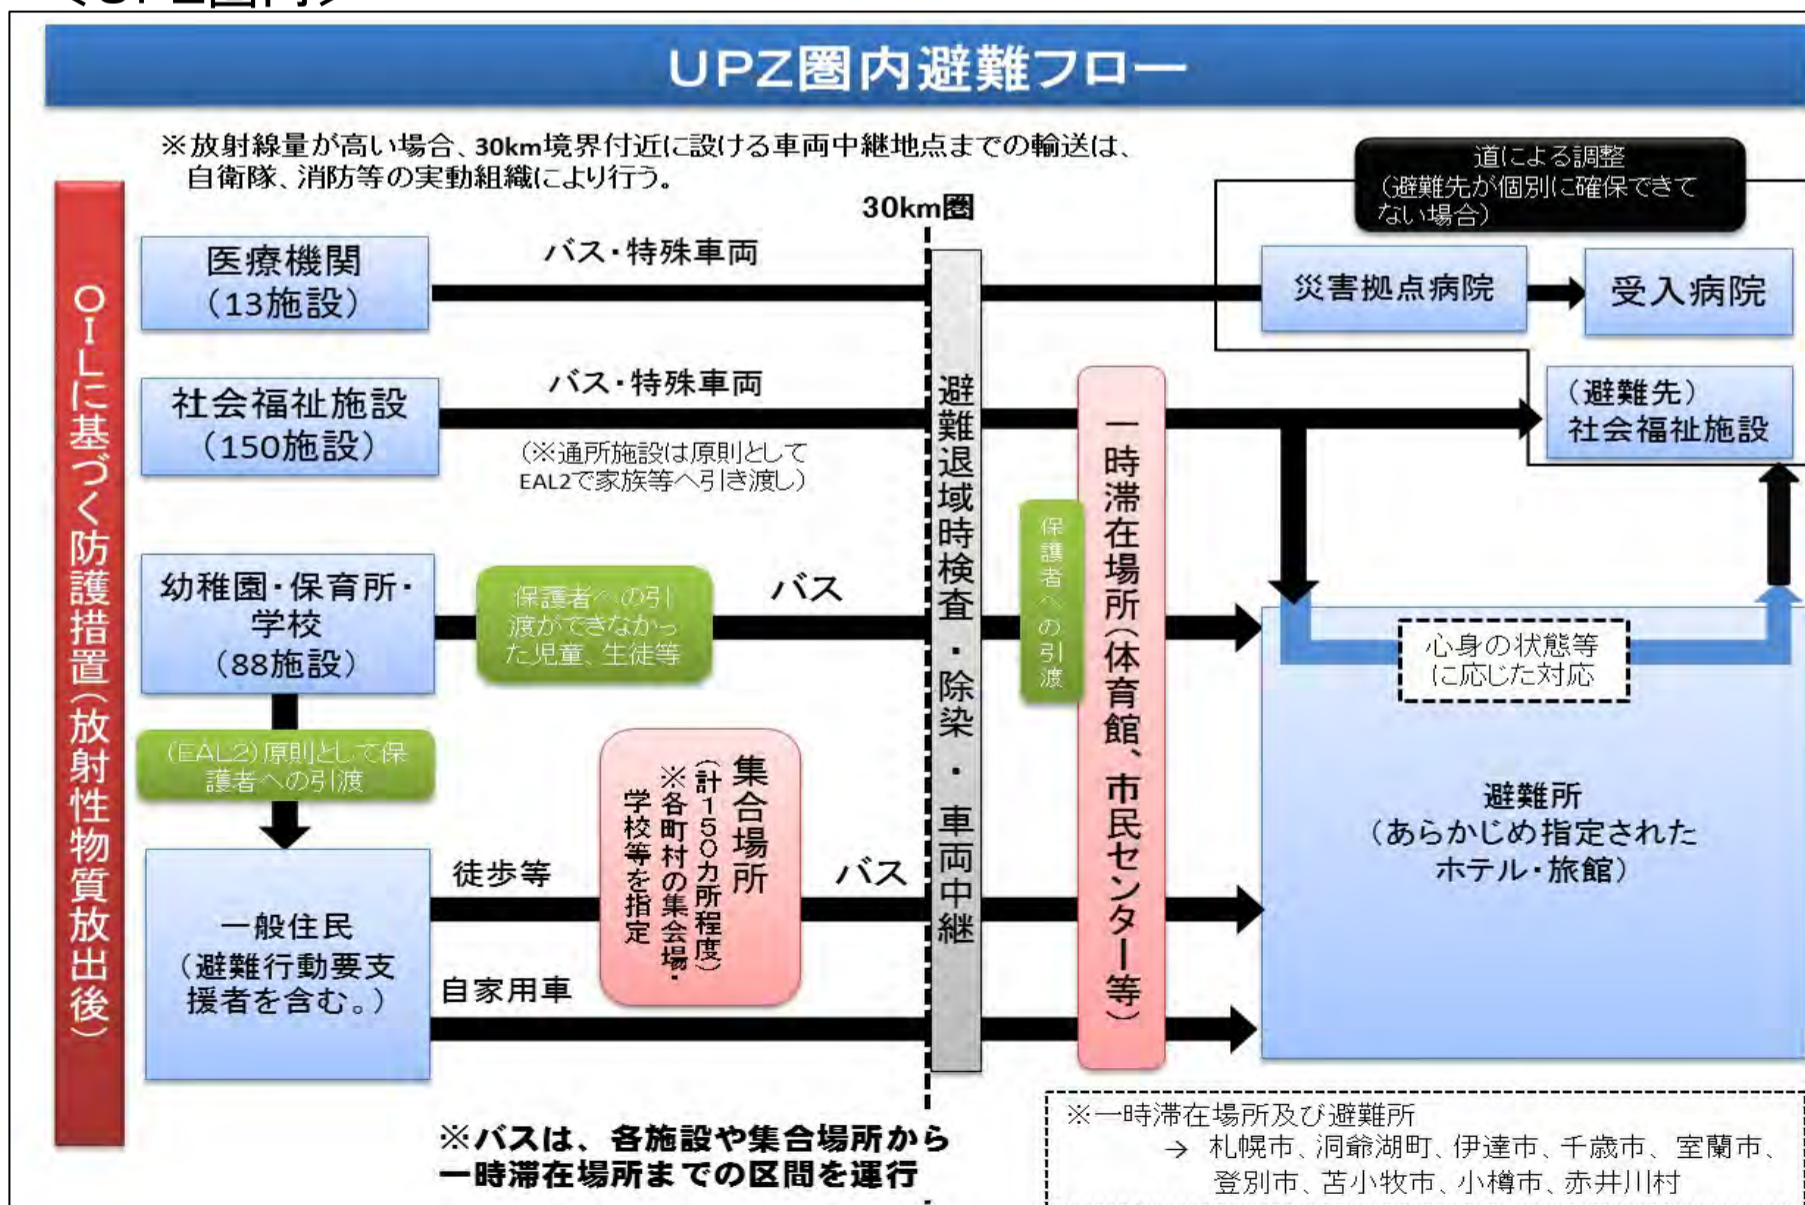 <UPZ圏内>
UPZ圏内避難フロー
※放射線量が高い場合、30km境界付近に設ける車両中継地点までの輸送は、
自衛隊、消防等の実動組織により行う。
道による調整
(避難先が個別に確保できて
ない場合)
30km圏
OILに基づく防護措置(放射性物質放出後)
医療機関
(13施設)
バス・特殊車両
災害拠点病院
受入病院
社会福祉施設
(150施設)
バス・特殊車両
(※通所施設は原則として
EAL2で家族等へ引き渡し)
避難退域時検査・除染・車両中継
一時滞在場所(体育館、市民センター等)
(避難先)
社会福祉施設
幼稚園・保育所・
学校
(88施設)
保護者への引
渡ができなかっ
た児童、生徒等
バス
保護者への引渡
心身の状態等
に応じた対応
(EAL2)原則として保
護者への引渡
集合場所
(計150カ所程度)
※各町村の集会場・
学校等を指定
避難所
(あらかじめ指定された
ホテル・旅館)
一般住民
(避難行動要支
援者を含む。)
徒歩等
バス
自家用車
※バスは、各施設や集合場所から
一時滞在場所までの区間を運行
※一時滞在場所及び避難所
→ 札幌市、洞爺湖町、伊達市、千歳市、室蘭市、
登別市、苫小牧市、小樽市、赤井川村